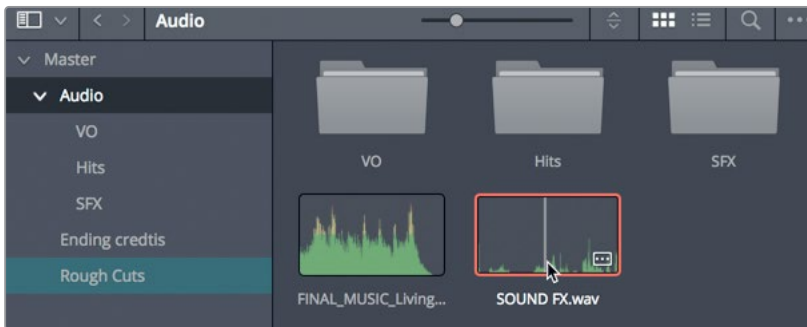 Audio
Master
Audio
VO
Hits
SFX
Ending credtis
Rough Cuts
VO
Hits
SFX
FINAL_MUSIC_Living...
SOUND FX.wav